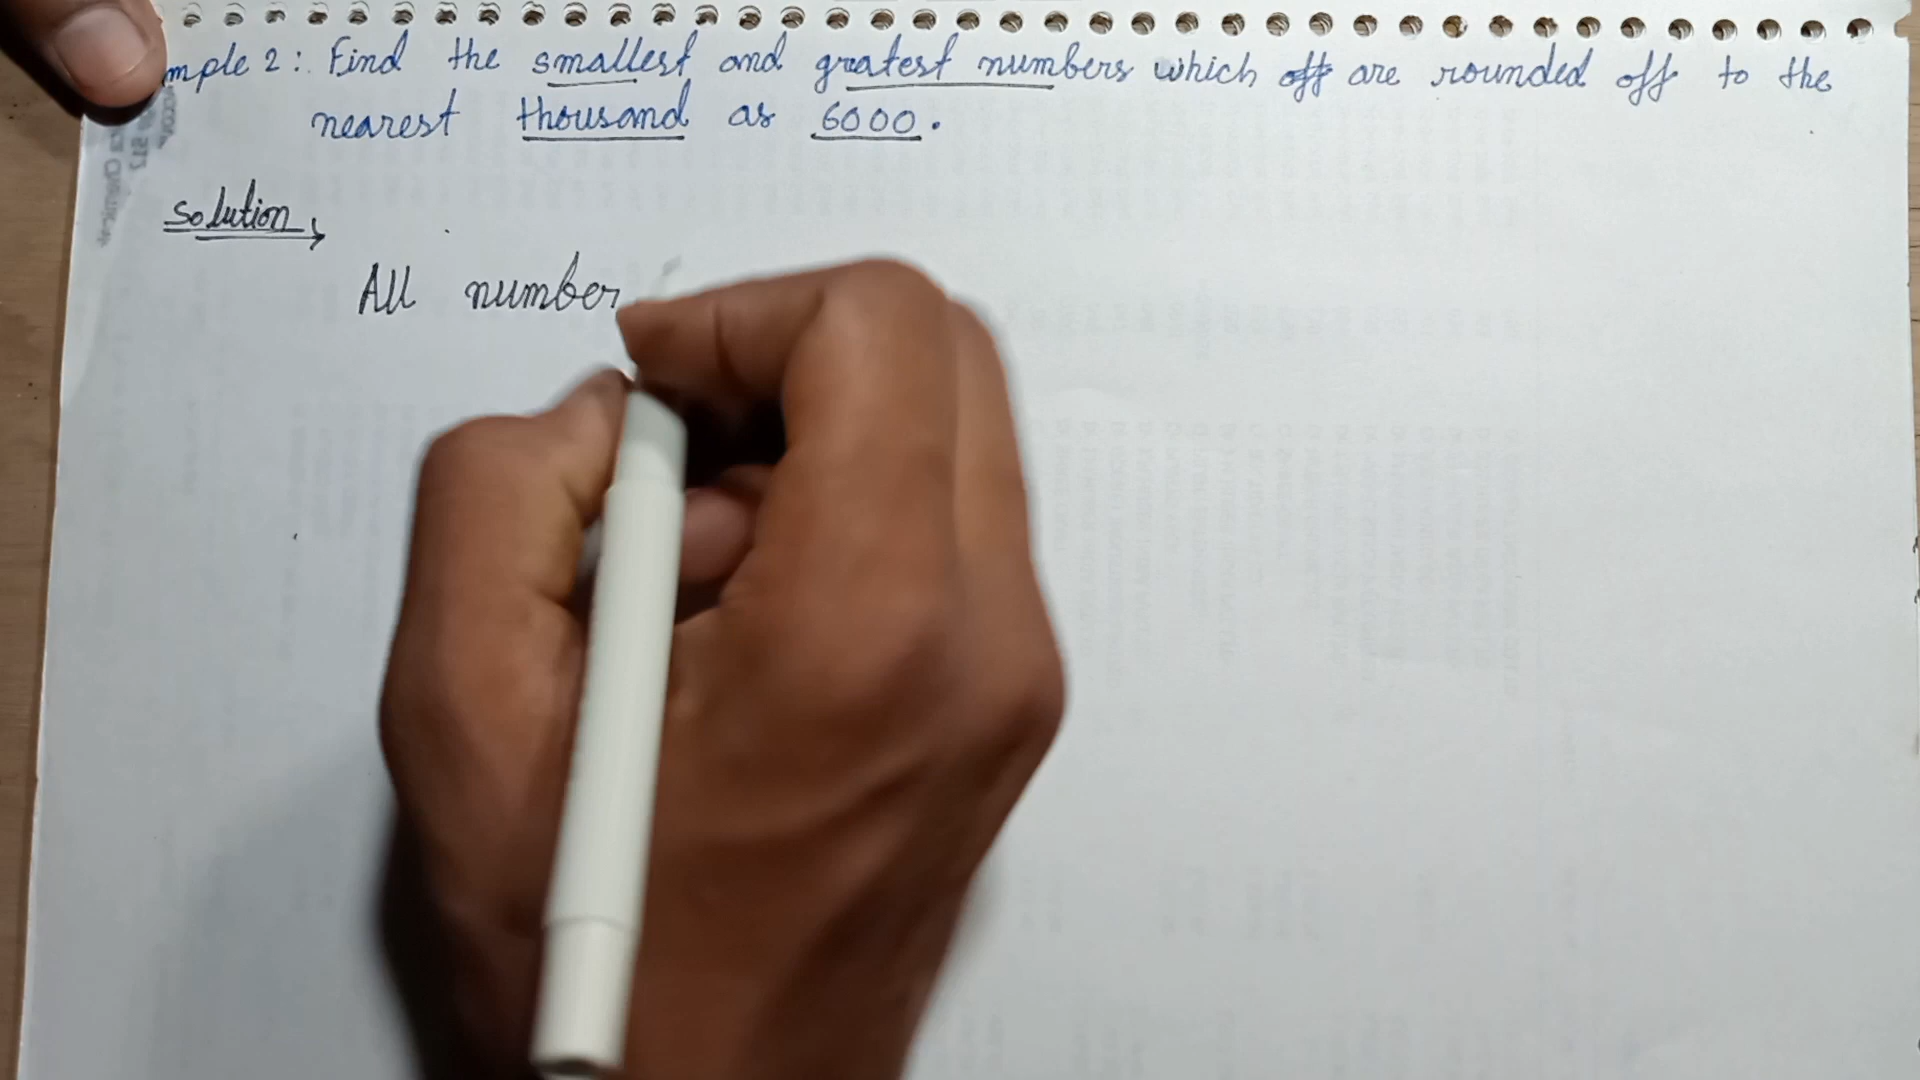 mple 2: Find the smallest and greatest numbers which off are rounded off to the
nearest thousand as 6000.
Solution
All number